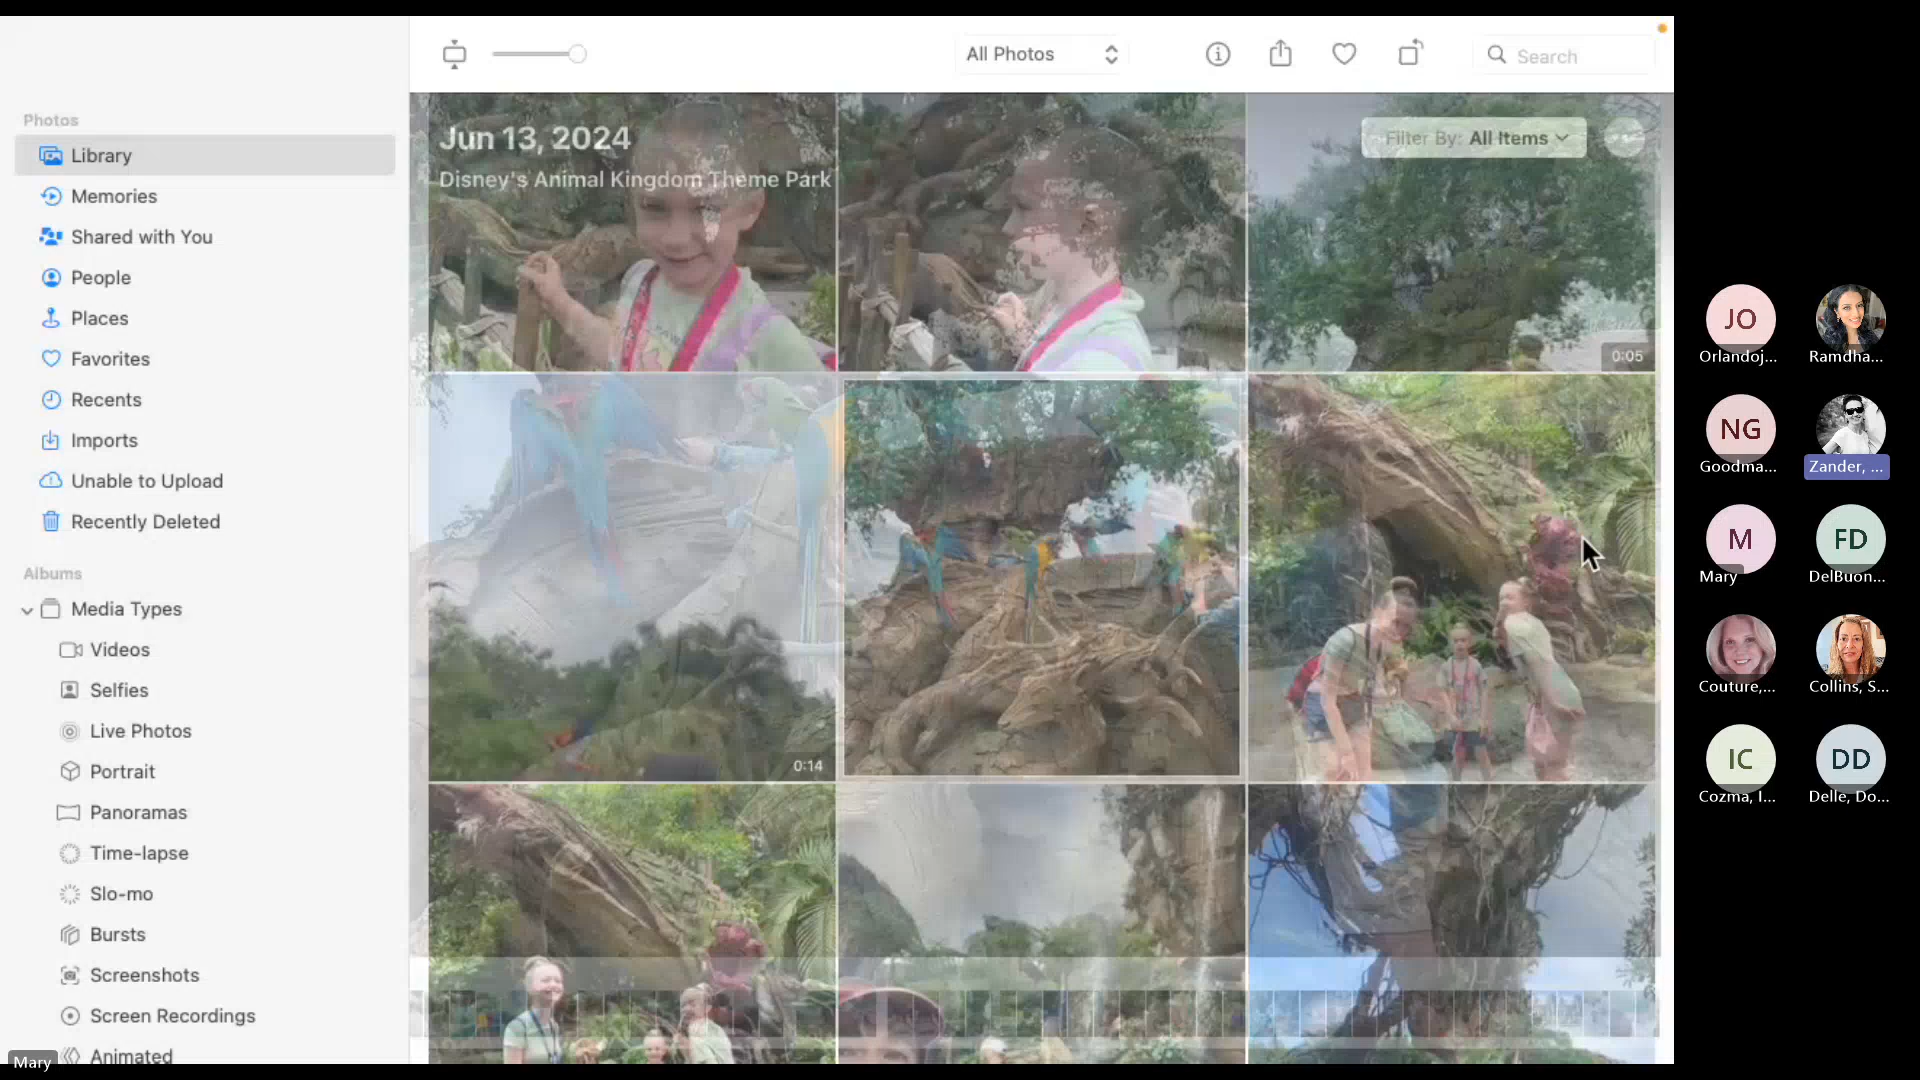 All Photos
Search
Photos
Library
Memories
Shared with You
People
Places
Favorites
Recents
Imports
Unable to Upload
Recently Deleted
Albums
Media Types
Videos
Selfies
Live Photos
Portrait
Panoramas
Time-lapse
Slo-mo
Bursts
Screenshots
Screen Recordings
Animated
Mary
Jun 13, 2024
Disney's Animal Kingdom Theme Park
Filter By: All Items
0:05
0:14
JO
Orlandoj...
Ramdha...
NG
Goodma...
Zander, ...
M
Mary
FD
DelBuon...
Couture,...
Collins, S...
IC
Cozma, I...
DD
Delle, Do...